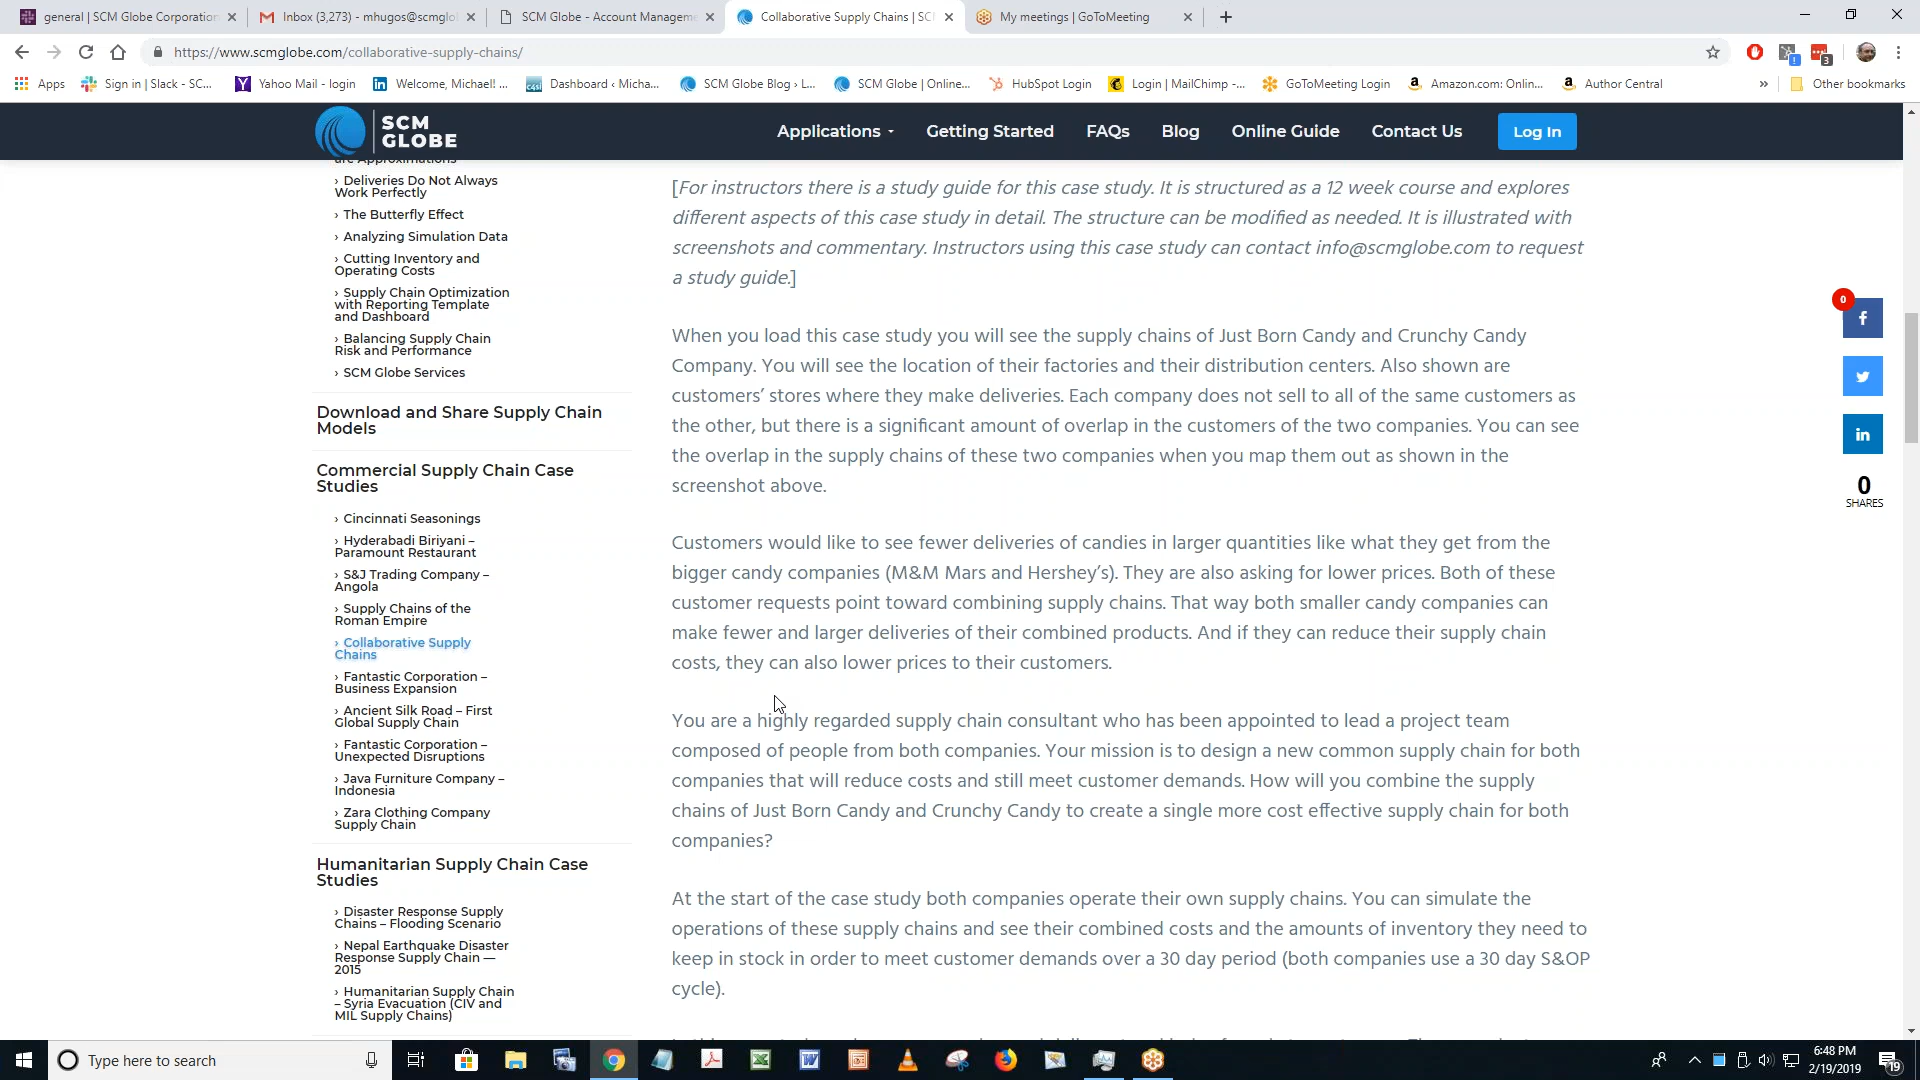 general | SCM Globe Corporation
Inbox (3,273) - mhugos@scmglo
SCM Globe - Account Manageme
Collaborative Supply Chains | SC
My meetings | GoToMeeting
https://www.scmglobe.com/collaborative-supply-chains/
Apps
Sign in | Slack - SC...
Yahoo Mail - login
Welcome, Michael! ...
Dashboard ‹ Micha...
SCM Globe Blog › L...
SCM Globe | Online...
HubSpot Login
Login | MailChimp -...
GoToMeeting Login
Amazon.com: Onlin...
Author Central
»
Other bookmarks
SCM
GLOBE
Applications
Getting Started
FAQs
Blog
Online Guide
Contact Us
Log In
are Approximations
› Deliveries Do Not Always
Work Perfectly
› The Butterfly Effect
› Analyzing Simulation Data
› Cutting Inventory and
Operating Costs
› Supply Chain Optimization
with Reporting Template
and Dashboard
› Balancing Supply Chain
Risk and Performance
› SCM Globe Services
Download and Share Supply Chain
Models
Commercial Supply Chain Case
Studies
› Cincinnati Seasonings
› Hyderabadi Biriyani –
Paramount Restaurant
› S&J Trading Company –
Angola
› Supply Chains of the
Roman Empire
› Collaborative Supply
Chains
› Fantastic Corporation –
Business Expansion
› Ancient Silk Road – First
Global Supply Chain
› Fantastic Corporation –
Unexpected Disruptions
› Java Furniture Company –
Indonesia
› Zara Clothing Company
Supply Chain
Humanitarian Supply Chain Case
Studies
› Disaster Response Supply
Chains – Flooding Scenario
› Nepal Earthquake Disaster
Response Supply Chain —
2015
› Humanitarian Supply Chain
– Syria Evacuation (CIV and
MIL Supply Chains)
[For instructors there is a study guide for this case study. It is structured as a 12 week course and explores
different aspects of this case study in detail. The structure can be modified as needed. It is illustrated with
screenshots and commentary. Instructors using this case study can contact info@scmglobe.com to request
a study guide.]
When you load this case study you will see the supply chains of Just Born Candy and Crunchy Candy
Company. You will see the location of their factories and their distribution centers. Also shown are
customers’ stores where they make deliveries. Each company does not sell to all of the same customers as
the other, but there is a significant amount of overlap in the customers of the two companies. You can see
the overlap in the supply chains of these two companies when you map them out as shown in the
screenshot above.
Customers would like to see fewer deliveries of candies in larger quantities like what they get from the
bigger candy companies (M&M Mars and Hershey’s). They are also asking for lower prices. Both of these
customer requests point toward combining supply chains. That way both smaller candy companies can
make fewer and larger deliveries of their combined products. And if they can reduce their supply chain
costs, they can also lower prices to their customers.
You are a highly regarded supply chain consultant who has been appointed to lead a project team
composed of people from both companies. Your mission is to design a new common supply chain for both
companies that will reduce costs and still meet customer demands. How will you combine the supply
chains of Just Born Candy and Crunchy Candy to create a single more cost effective supply chain for both
companies?
At the start of the case study both companies operate their own supply chains. You can simulate the
operations of these supply chains and see their combined costs and the amounts of inventory they need to
keep in stock in order to meet customer demands over a 30 day period (both companies use a 30 day S&OP
cycle).
0
0
SHARES
Type here to search
6:48 PM
2/19/2019
19